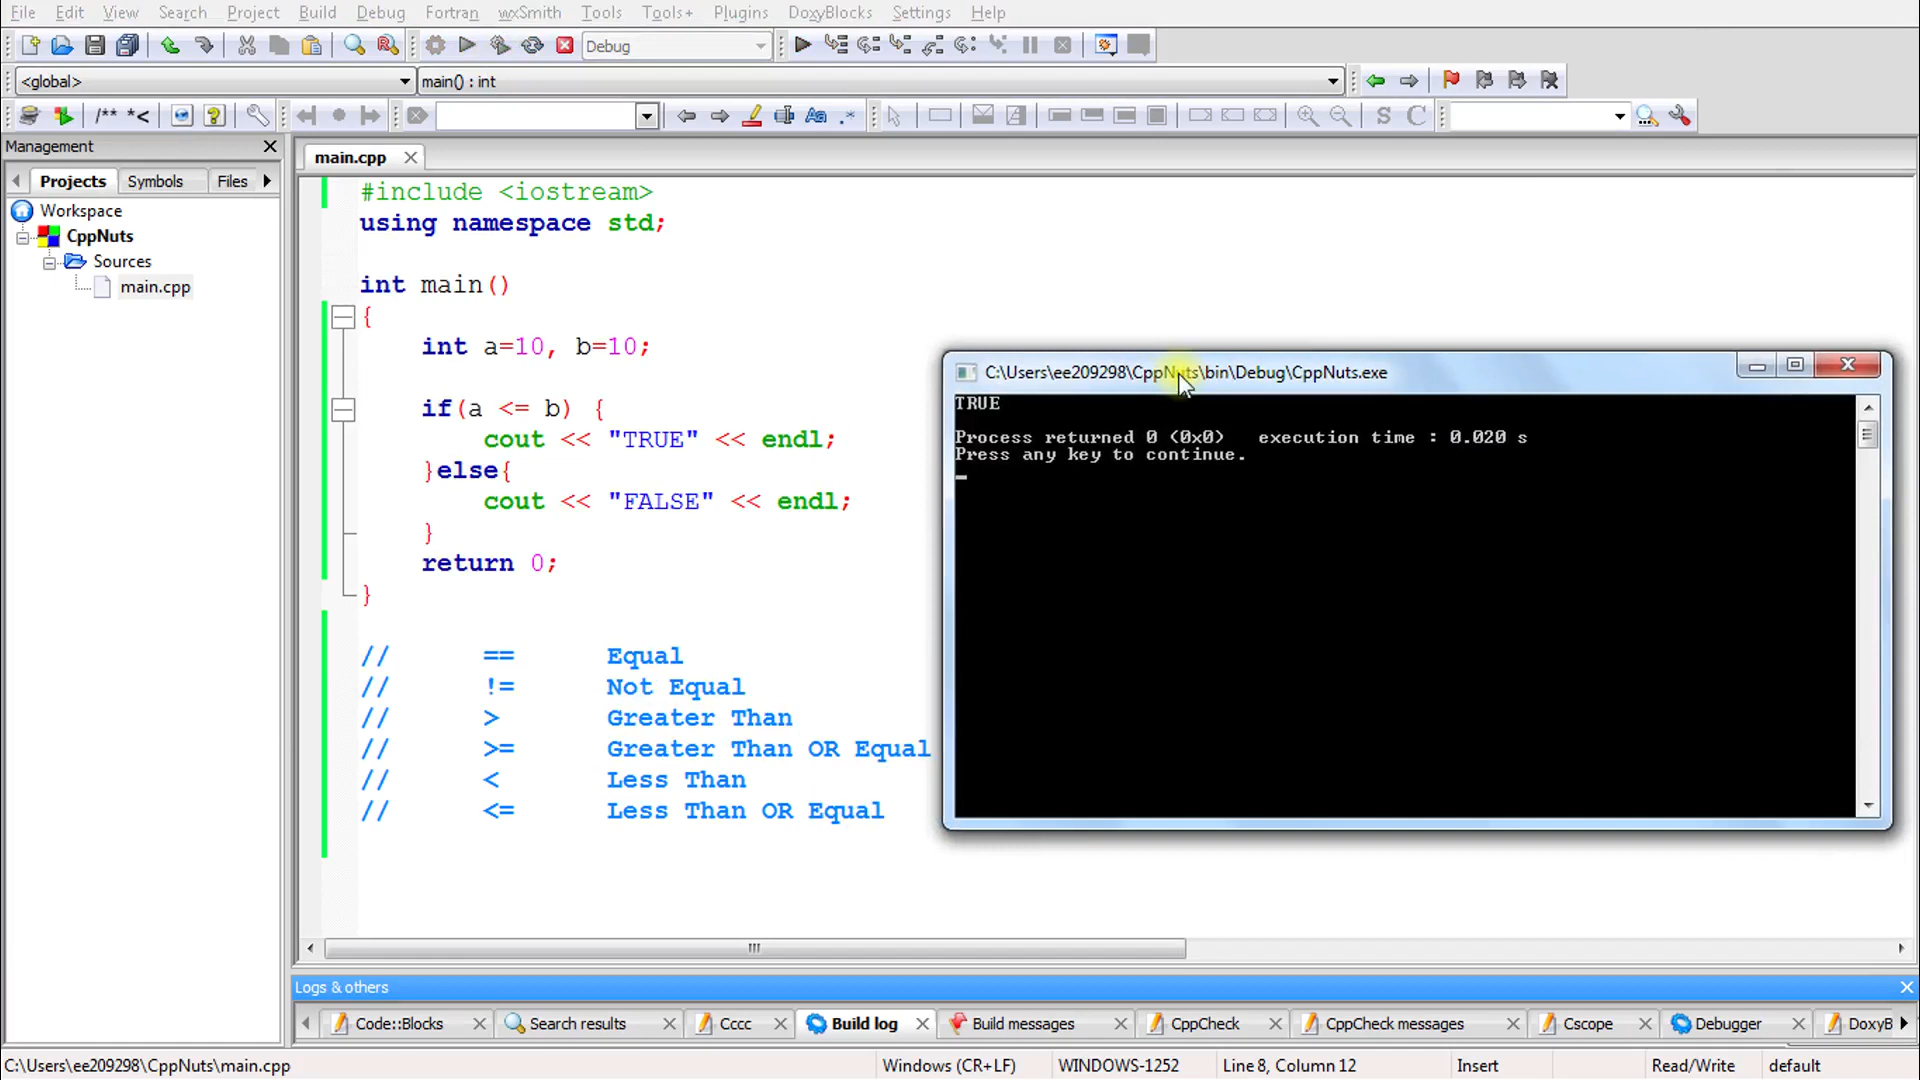 File Edit View Search Project Build Debug Fortran wxSmith Tools Tools+ Plugins DoxyBlocks Settings Help
Debug
<global> main() : int
/** *< Aa .* S C
Management
Projects Symbols Files
main.cpp
Workspace
CppNuts
Sources
main.cpp
#include <iostream>
using namespace std;
int main()
{
int a=10, b=10;
if(a <= b) {
cout << "TRUE" << endl;
}else{
cout << "FALSE" << endl;
}
return 0;
}
// == Equal
// != Not Equal
// > Greater Than
// >= Greater Than OR Equal
// < Less Than
// <= Less Than OR Equal
C:\Users\ee209298\CppNuts\bin\Debug\CppNuts.exe
TRUE
Process returned 0 (0x0) execution time : 0.020 s
Press any key to continue.
Logs & others
Code::Blocks Search results Cccc Build log Build messages CppCheck CppCheck messages Cscope Debugger DoxyB
C:\Users\ee209298\CppNuts\main.cpp Windows (CR+LF) WINDOWS-1252 Line 8, Column 12 Insert Read/Write default